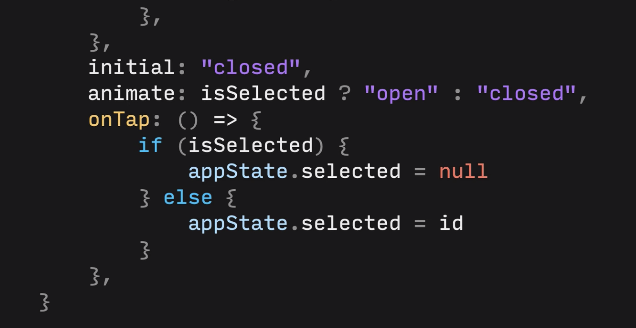 },
},
initial: "closed",
animate: isSelected ? "open" : "closed",
onTap: () => {
if (isSelected) {
appState.selected = null
} else {
appState.selected = id
}
},
}